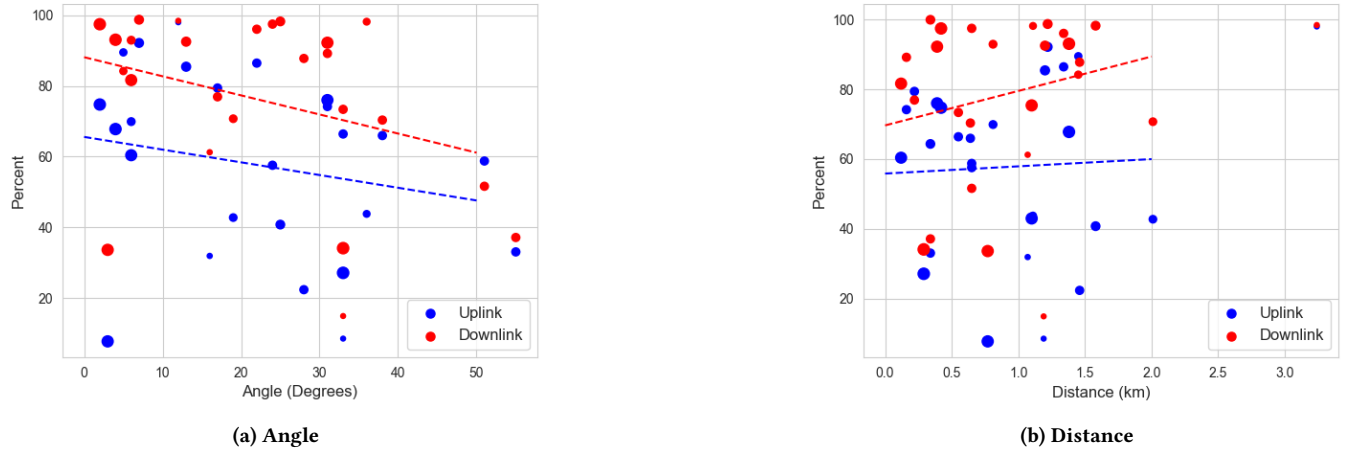 100
80
60
40
20
Percent
0
10
20
30
40
50
Angle (Degrees)
Uplink
Downlink
(a) Angle
100
80
60
40
20
Percent
0.0
0.5
1.0
1.5
2.0
2.5
3.0
Distance (km)
Uplink
Downlink
(b) Distance